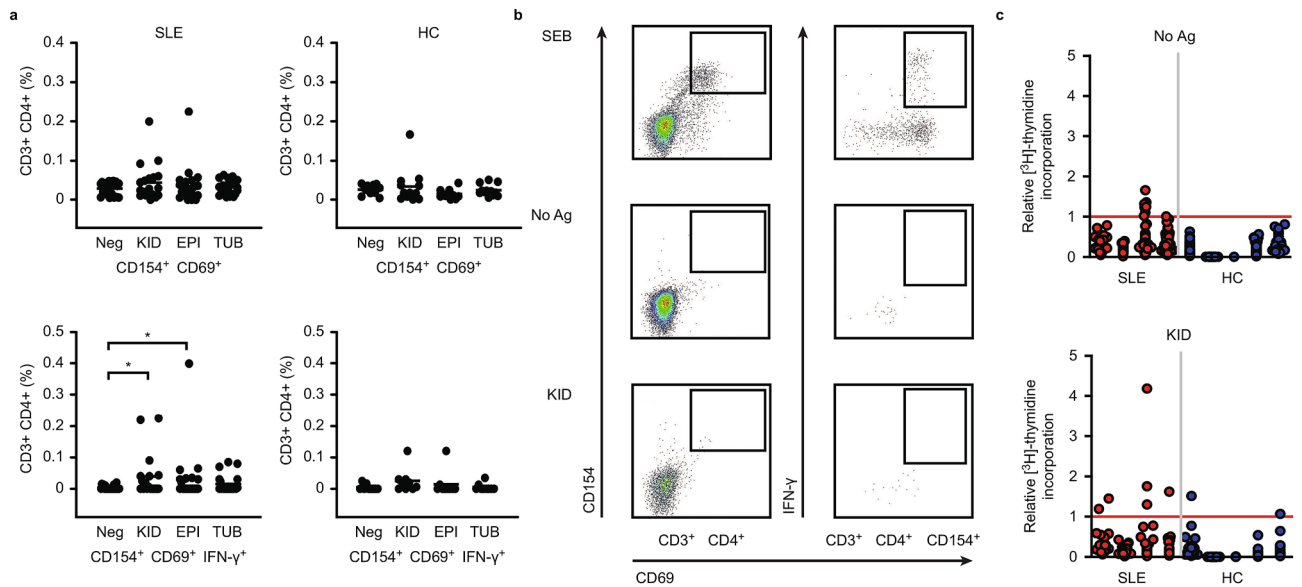 a
SLE
HC
CD3+ CD4+ (%)
0.4
0.3
0.2
0.1
0
Neg KID EPI TUB
CD154⁺ CD69⁺
0.4
0.3
0.2
0.1
0
Neg KID EPI TUB
CD154⁺ CD69⁺
CD3+ CD4+ (%)
0.5
0.4
0.3
0.2
0.1
0
*
*
Neg KID EPI TUB
CD154⁺ CD69⁺ IFN-γ⁺
CD3+ CD4+ (%)
0.5
0.4
0.3
0.2
0.1
0
Neg KID EPI TUB
CD154⁺ CD69⁺ IFN-γ⁺
b
SEB
No Ag
KID
CD154
IFN-γ
CD3⁺ CD4⁺
CD3⁺ CD4⁺ CD154⁺
CD69
c
No Ag
Relative [³H]-thymidine
incorporation
5
4
3
2
1
0
SLE HC
KID
Relative [³H]-thymidine
incorporation
5
4
3
2
1
0
SLE HC